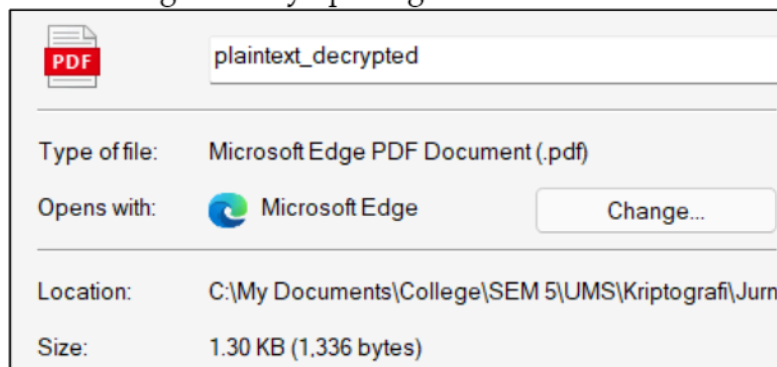 PDF
plaintext_decrypted
Type of file: Microsoft Edge PDF Document (.pdf)
Opens with: Microsoft Edge Change...
Location: C:\My Documents\College\SEM 5\UMS\Kriptografi\Jurn
Size: 1.30 KB (1,336 bytes)